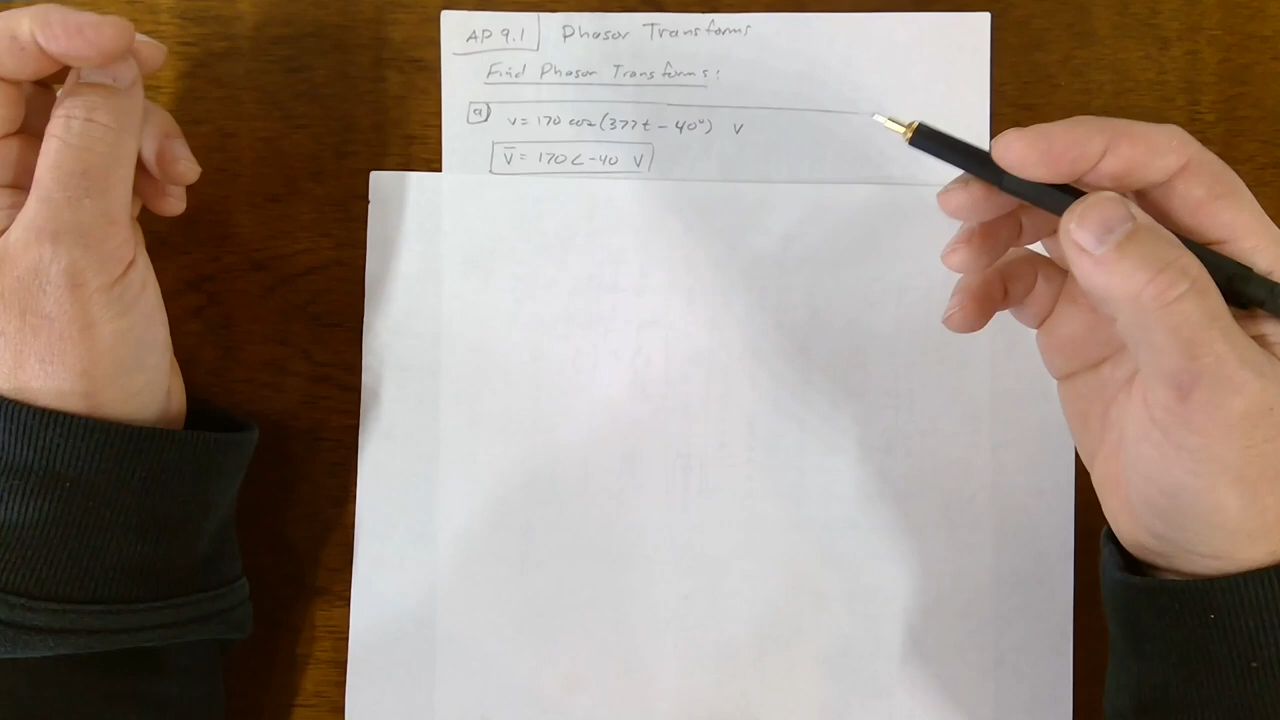 AP 9.1 Phasor Transforms
Find Phasor Transforms:
a) v = 170 cos(377t - 40°) V
V̅ = 170∠-40 V